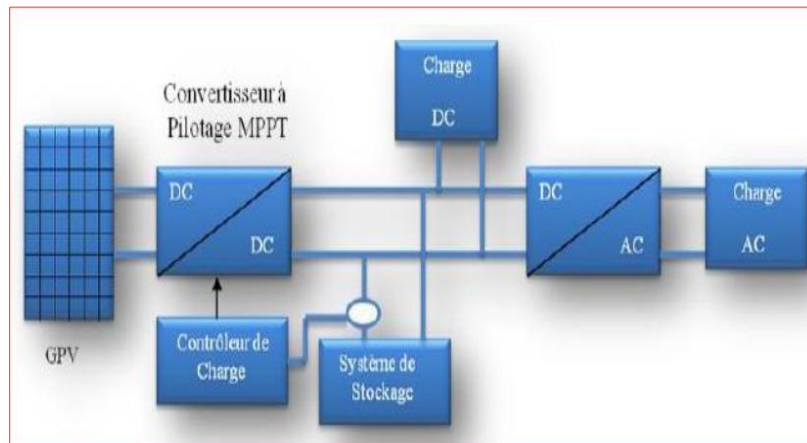 Charge
DC
Convertisseur à
Pilotage MPPT
DC
DC
DC
AC
Charge
AC
GPV
Contrôleur de
Charge
Système de
Stockage